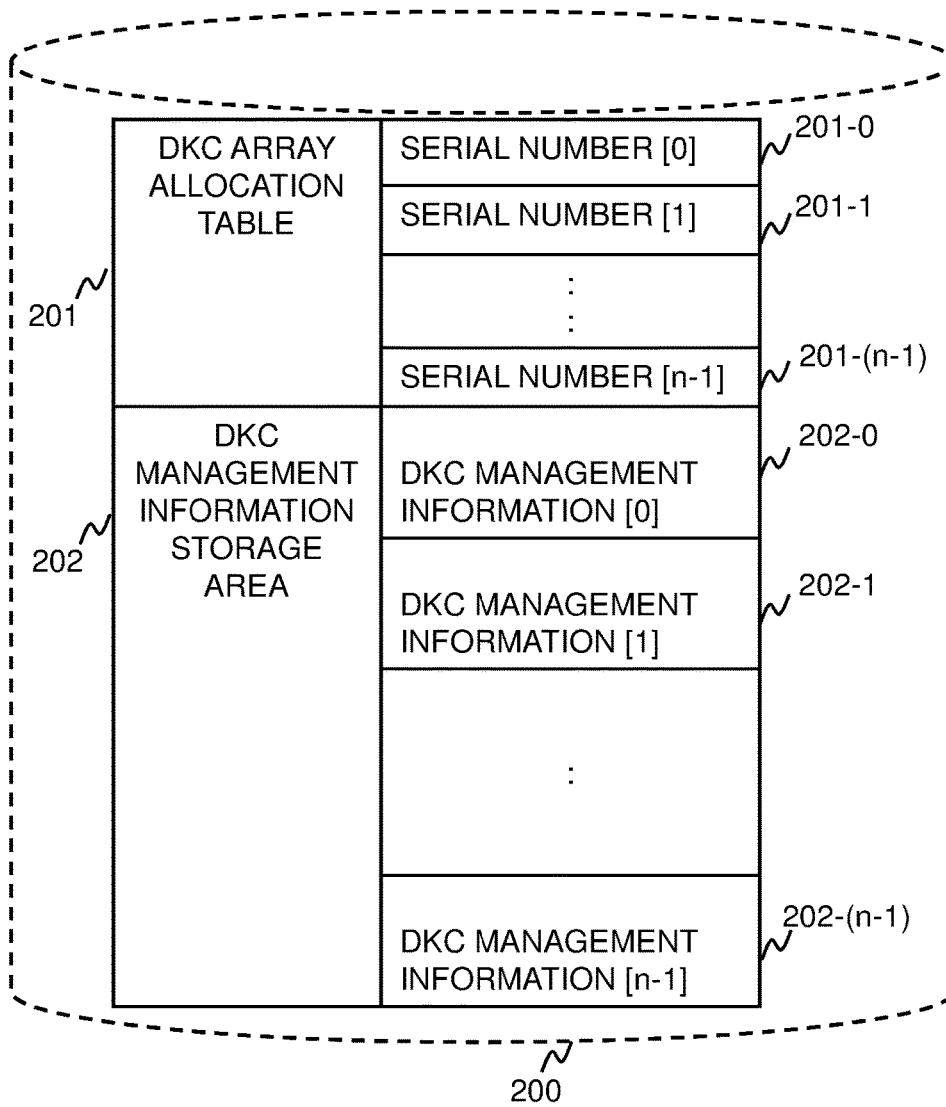 DKC ARRAY
ALLOCATION
TABLE
SERIAL NUMBER [0]
201-0
SERIAL NUMBER [1]
201-1
201
SERIAL NUMBER [n-1]
201-(n-1)
DKC
MANAGEMENT
INFORMATION
STORAGE
AREA
202
DKC MANAGEMENT
INFORMATION [0]
202-0
DKC MANAGEMENT
INFORMATION [1]
202-1
DKC MANAGEMENT
INFORMATION [n-1]
202-(n-1)
200